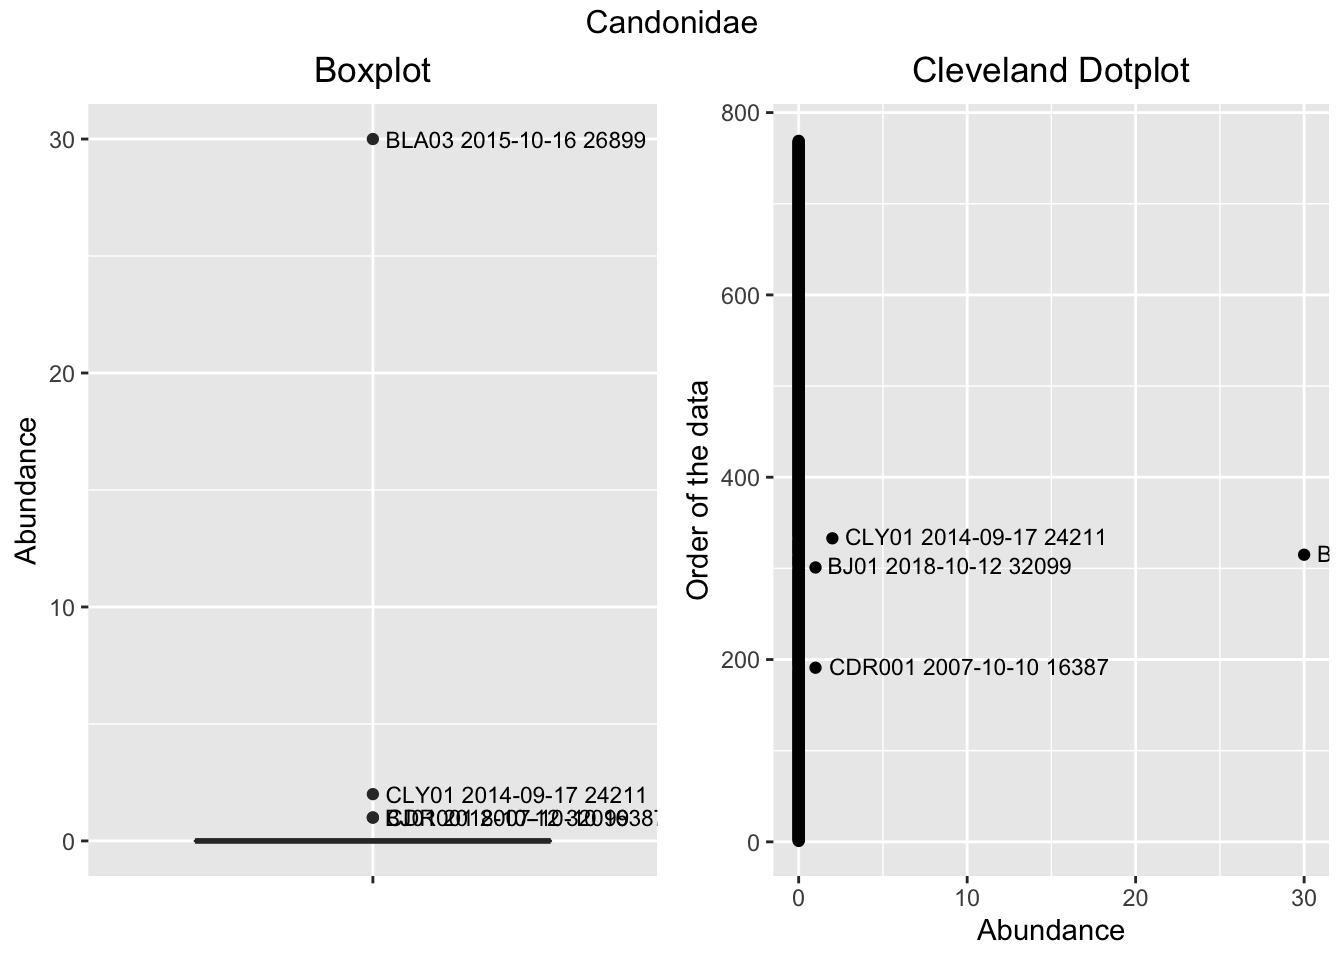 Candonidae
Boxplot
30
20
10
0
Abundance
BLA03 2015-10-16 26899
CLY01 2014-09-17 24211
Cleveland Dotplot
800
600
400
200
0
Order of the data
CLY01 2014-09-17 24211
BJ01 2018-10-12 32099
B
CDR001 2007-10-10 16387
0 10 20 30
Abundance